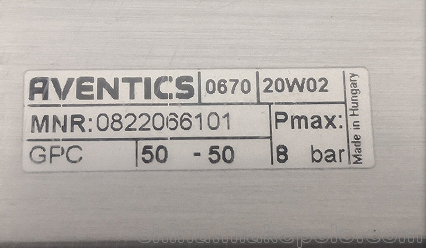 AVENTICS 0670 20W02
MNR:0822066101 Pmax:
GPC 50 - 50 8 bar
Made in Hungary